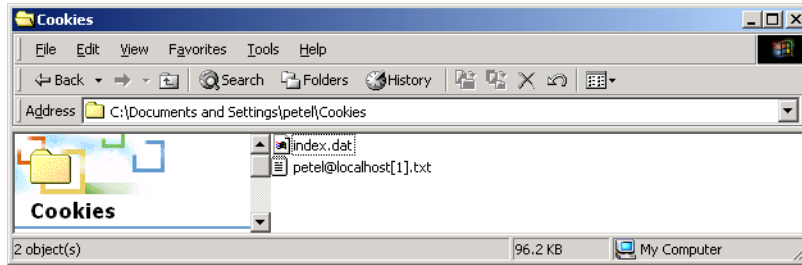 Cookies
File Edit View Favorites Tools Help
Back Search Folders History
Address C:\Documents and Settings\petel\Cookies
index.dat
petel@localhost[1].txt
Cookies
2 object(s) 96.2 KB My Computer